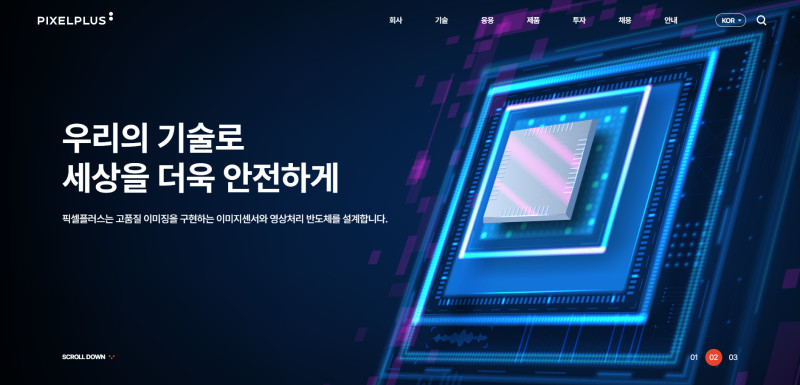 PIXELPLUS
회사 기술 응용 제품 투자 채용 안내 KOR
우리의 기술로
세상을 더욱 안전하게
픽셀플러스는 고품질 이미징을 구현하는 이미지센서와 영상처리 반도체를 설계합니다.
SCROLL DOWN
01 02 03